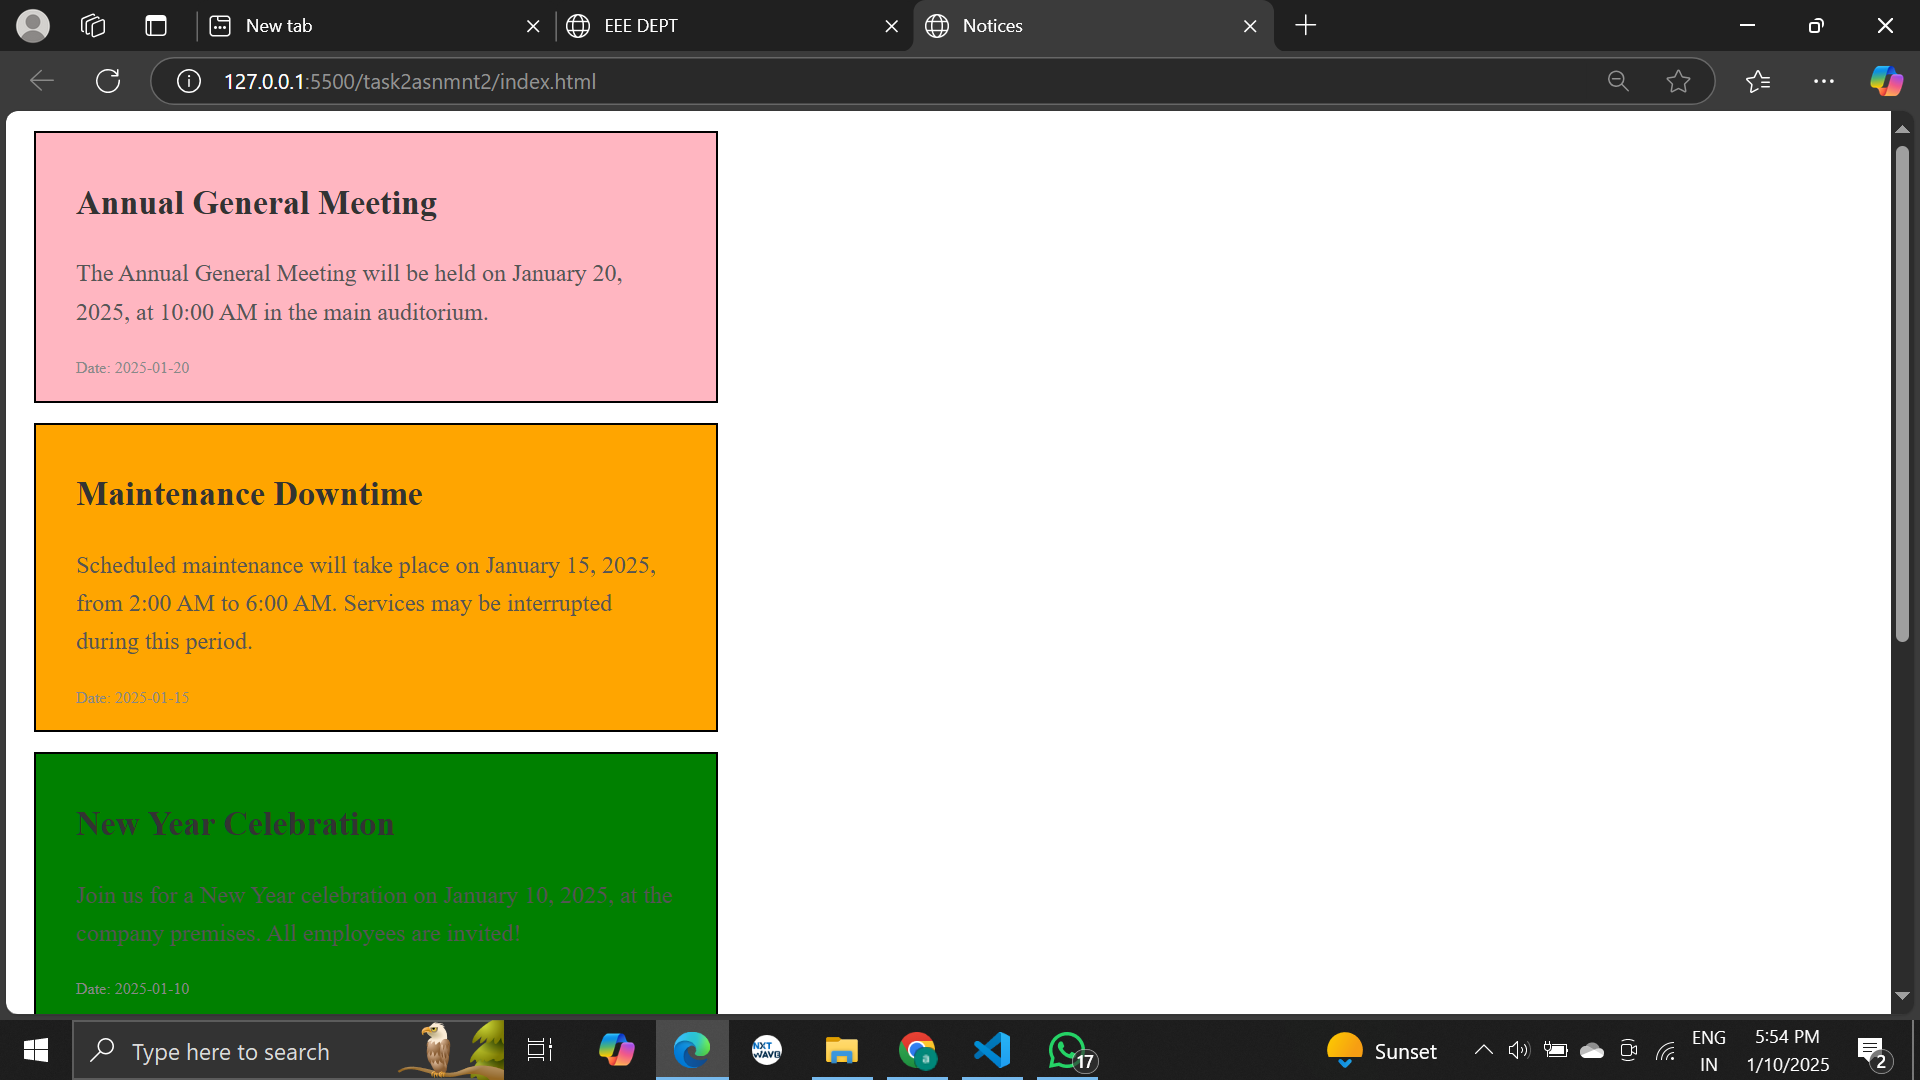 New tab
EEE DEPT
Notices
127.0.0.1:5500/task2asnmnt2/index.html
Annual General Meeting
The Annual General Meeting will be held on January 20,
2025, at 10:00 AM in the main auditorium.
Date: 2025-01-20
Maintenance Downtime
Scheduled maintenance will take place on January 15, 2025,
from 2:00 AM to 6:00 AM. Services may be interrupted
during this period.
Date: 2025-01-15
New Year Celebration
Join us for a New Year celebration on January 10, 2025, at the
company premises. All employees are invited!
Date: 2025-01-10
Type here to search
NXT
WAVE
a
17
Sunset
ENG
IN
5:54 PM
1/10/2025
2